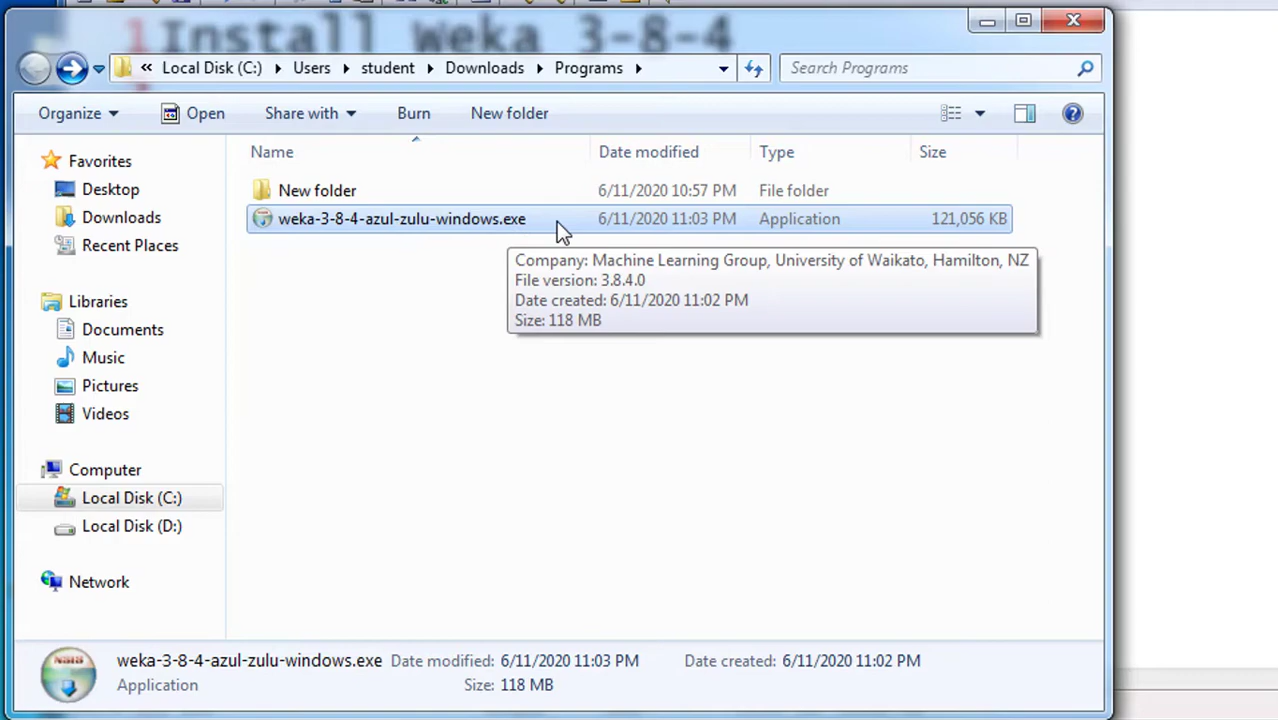 1 Install Weka 3-8-4
« Local Disk (C:) Users student Downloads Programs Search Programs
Organize Open Share with Burn New folder
Name Date modified Type Size
Favorites
Desktop
Downloads
Recent Places
Libraries
Documents
Music
Pictures
Videos
Computer
Local Disk (C:)
Local Disk (D:)
Network
New folder 6/11/2020 10:57 PM File folder
weka-3-8-4-azul-zulu-windows.exe 6/11/2020 11:03 PM Application 121,056 KB
Company: Machine Learning Group, University of Waikato, Hamilton, NZ
File version: 3.8.4.0
Date created: 6/11/2020 11:02 PM
Size: 118 MB
weka-3-8-4-azul-zulu-windows.exe Date modified: 6/11/2020 11:03 PM Date created: 6/11/2020 11:02 PM
Application Size: 118 MB